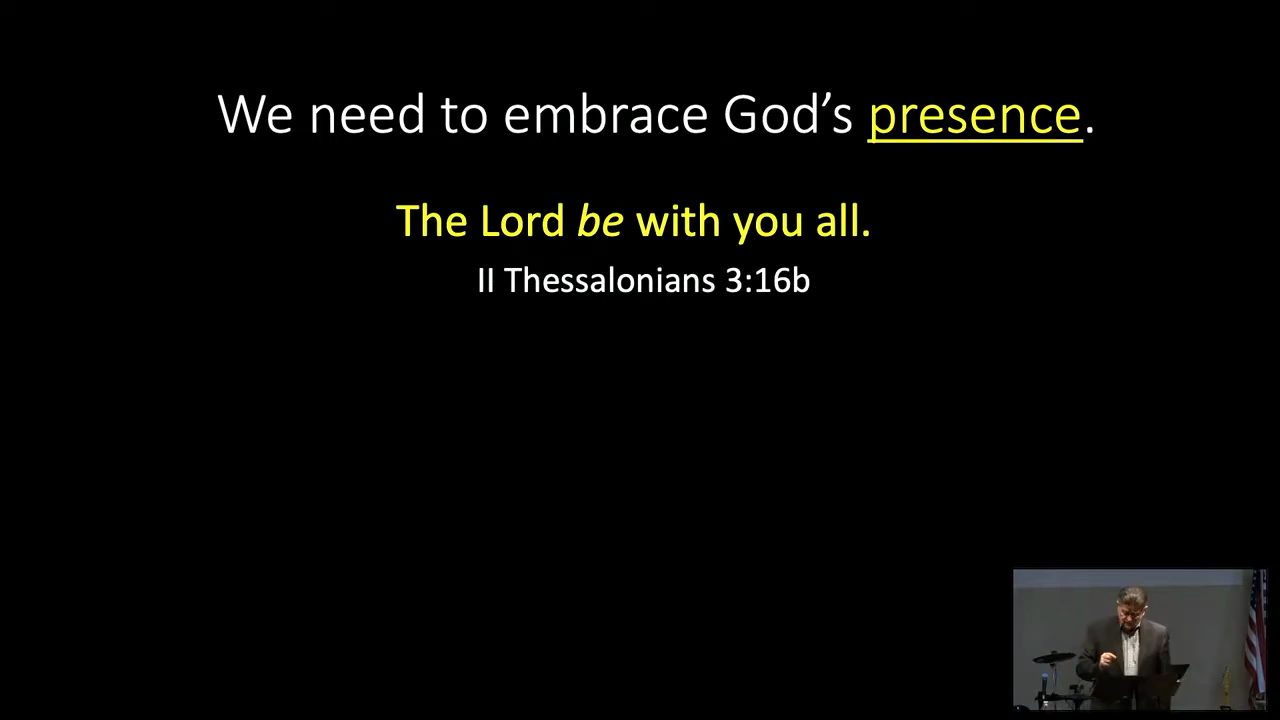 We need to embrace God’s presence.
The Lord be with you all.
II Thessalonians 3:16b